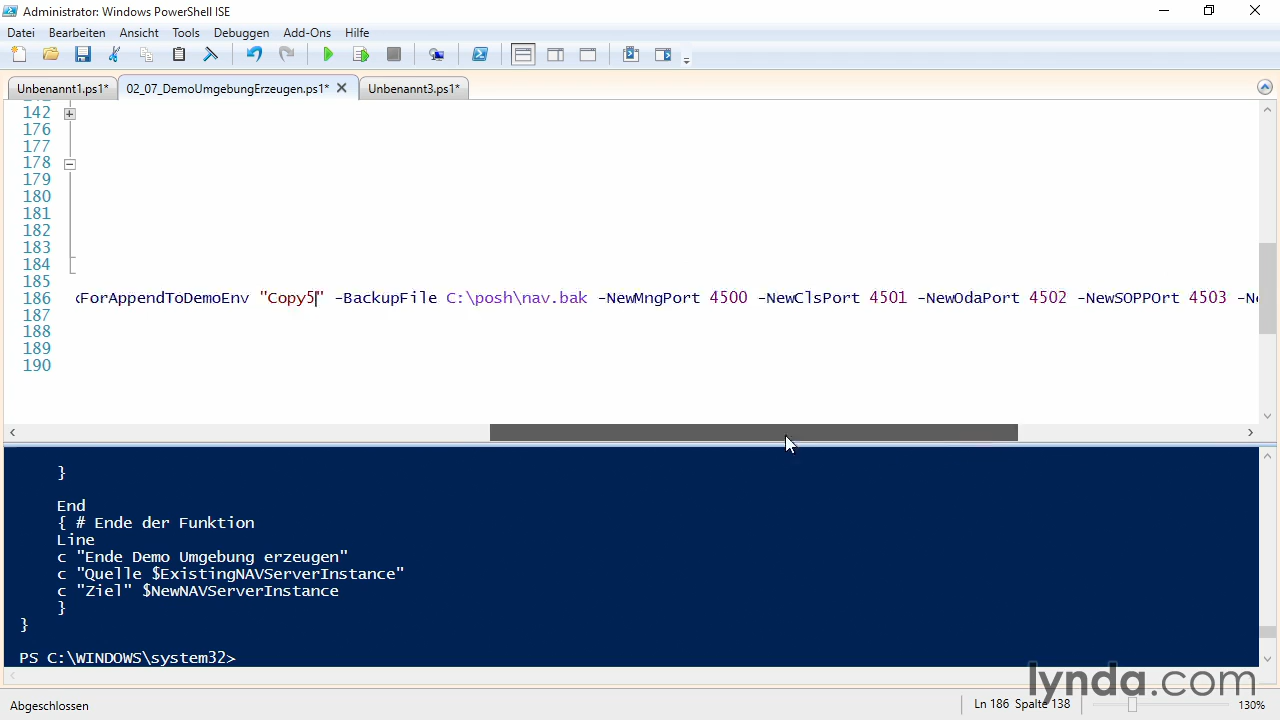 Administrator: Windows PowerShell ISE
Datei Bearbeiten Ansicht Tools Debuggen Add-Ons Hilfe
Unbenannt1.ps1* 02_07_DemoUmgebungErzeugen.ps1* Unbenannt3.ps1*
142
176
177
178
179
180
181
182
183
184
185
186 xForAppendToDemoEnv "Copy5" -BackupFile C:\posh\nav.bak -NewMngPort 4500 -NewClsPort 4501 -NewOdaPort 4502 -NewSOPPOrt 4503 -Ne
187
188
189
190
}
End
{ # Ende der Funktion
Line
c "Ende Demo Umgebung erzeugen"
c "Quelle $ExistingNAVServerInstance"
c "Ziel" $NewNAVServerInstance
}
}
PS C:\WINDOWS\system32>
lynda.com
Abgeschlossen Ln 186 Spalte 138 130%